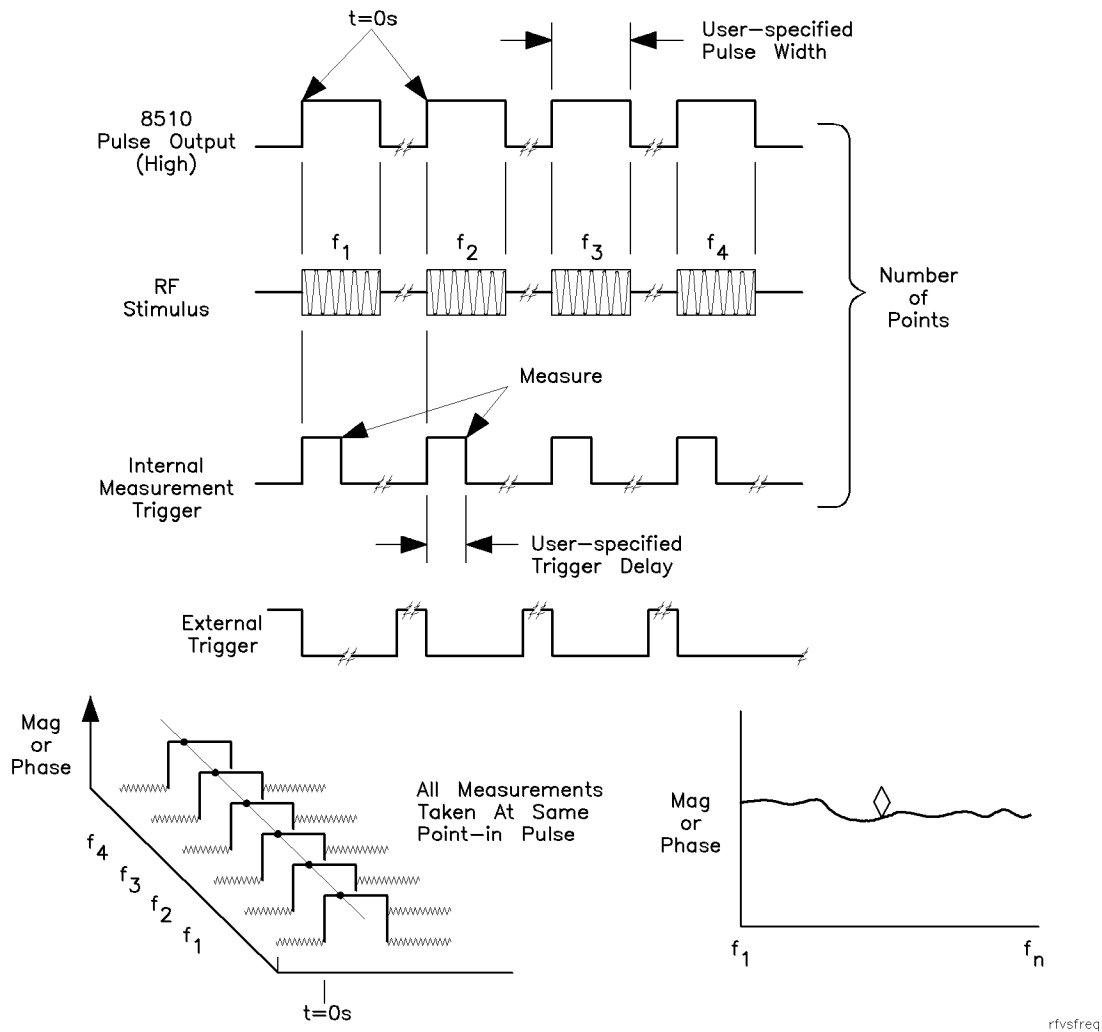 t=0s
User-specified
Pulse Width
8510
Pulse Output
(High)
f1
f2
f3
f4
RF
Stimulus
Number
of
Points
Measure
Internal
Measurement
Trigger
User-specified
Trigger Delay
External
Trigger
Mag
or
Phase
f4
f3
f2
f1
t=0s
All Measurements
Taken At Same
Point-in Pulse
Mag
or
Phase
f1
fn
rfvsfreq